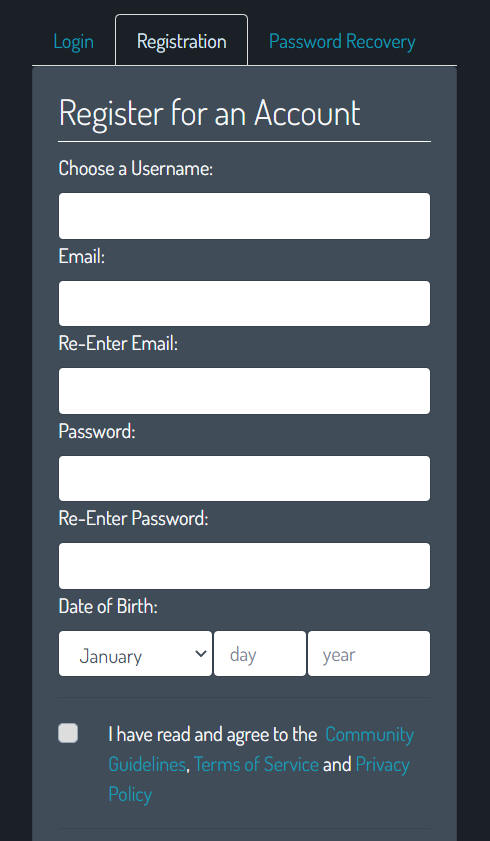 Login Registration Password Recovery
Register for an Account
Choose a Username:
Email:
Re-Enter Email:
Password:
Re-Enter Password:
Date of Birth:
January day year
I have read and agree to the Community
Guidelines, Terms of Service and Privacy
Policy